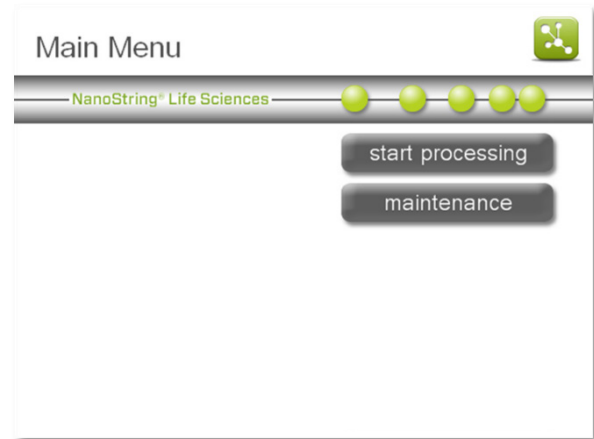 Main Menu
NanoString® Life Sciences
start processing
maintenance